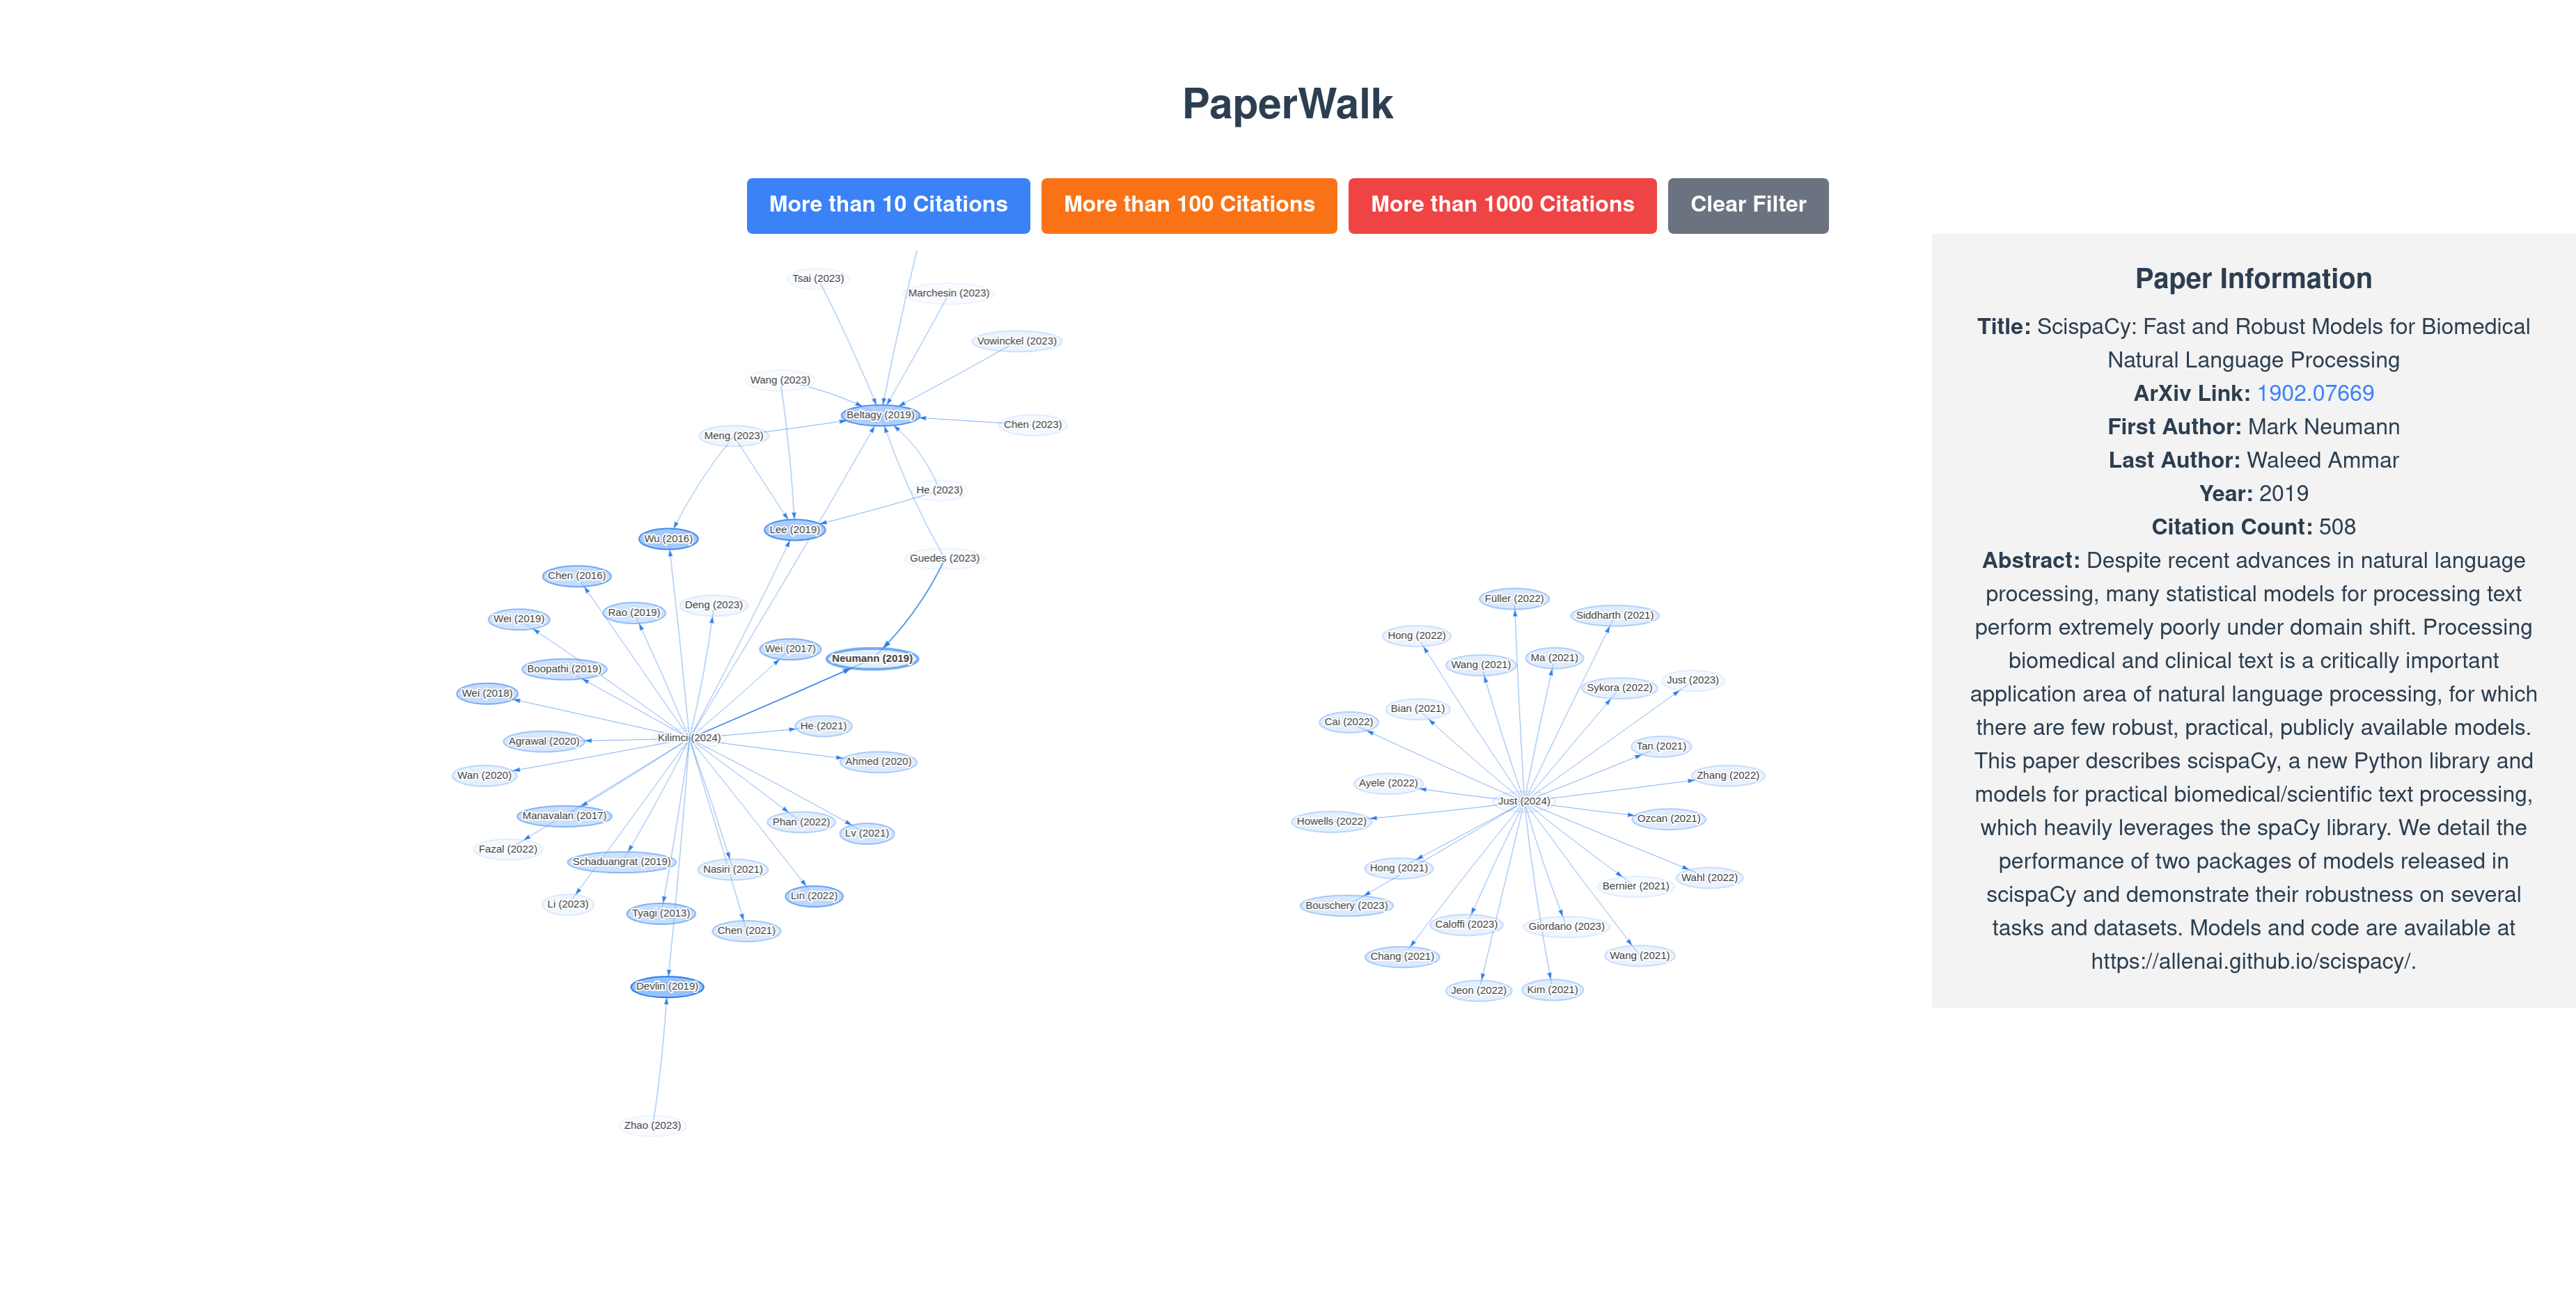 PaperWalk
More than 10 Citations
More than 100 Citations
More than 1000 Citations
Clear Filter
Tsai (2023)
Marchesin (2023)
Vowinckel (2023)
Wang (2023)
Beltagy (2019)
Chen (2023)
Meng (2023)
He (2023)
Lee (2019)
Wu (2016)
Guedes (2023)
Chen (2016)
Deng (2023)
Rao (2019)
Wei (2019)
Wei (2017)
Neumann (2019)
Boopathi (2019)
Wei (2018)
He (2021)
Kilimci (2024)
Agrawal (2020)
Ahmed (2020)
Wan (2020)
Manavalan (2017)
Phan (2022)
Lv (2021)
Fazal (2022)
Schaduangrat (2019)
Nasiri (2021)
Lin (2022)
Li (2023)
Tyagi (2013)
Chen (2021)
Devlin (2019)
Zhao (2023)
Füller (2022)
Siddharth (2021)
Hong (2022)
Wang (2021)
Ma (2021)
Just (2023)
Sykora (2022)
Bian (2021)
Cai (2022)
Tan (2021)
Zhang (2022)
Ayele (2022)
Just (2024)
Howells (2022)
Ozcan (2021)
Hong (2021)
Wahl (2022)
Bernier (2021)
Bouschery (2023)
Caloffi (2023)
Giordano (2023)
Chang (2021)
Wang (2021)
Jeon (2022)
Kim (2021)
Paper Information
Title: ScispaCy: Fast and Robust Models for Biomedical
Natural Language Processing
ArXiv Link: 1902.07669
First Author: Mark Neumann
Last Author: Waleed Ammar
Year: 2019
Citation Count: 508
Abstract: Despite recent advances in natural language
processing, many statistical models for processing text
perform extremely poorly under domain shift. Processing
biomedical and clinical text is a critically important
application area of natural language processing, for which
there are few robust, practical, publicly available models.
This paper describes scispaCy, a new Python library and
models for practical biomedical/scientific text processing,
which heavily leverages the spaCy library. We detail the
performance of two packages of models released in
scispaCy and demonstrate their robustness on several
tasks and datasets. Models and code are available at
https://allenai.github.io/scispacy/.